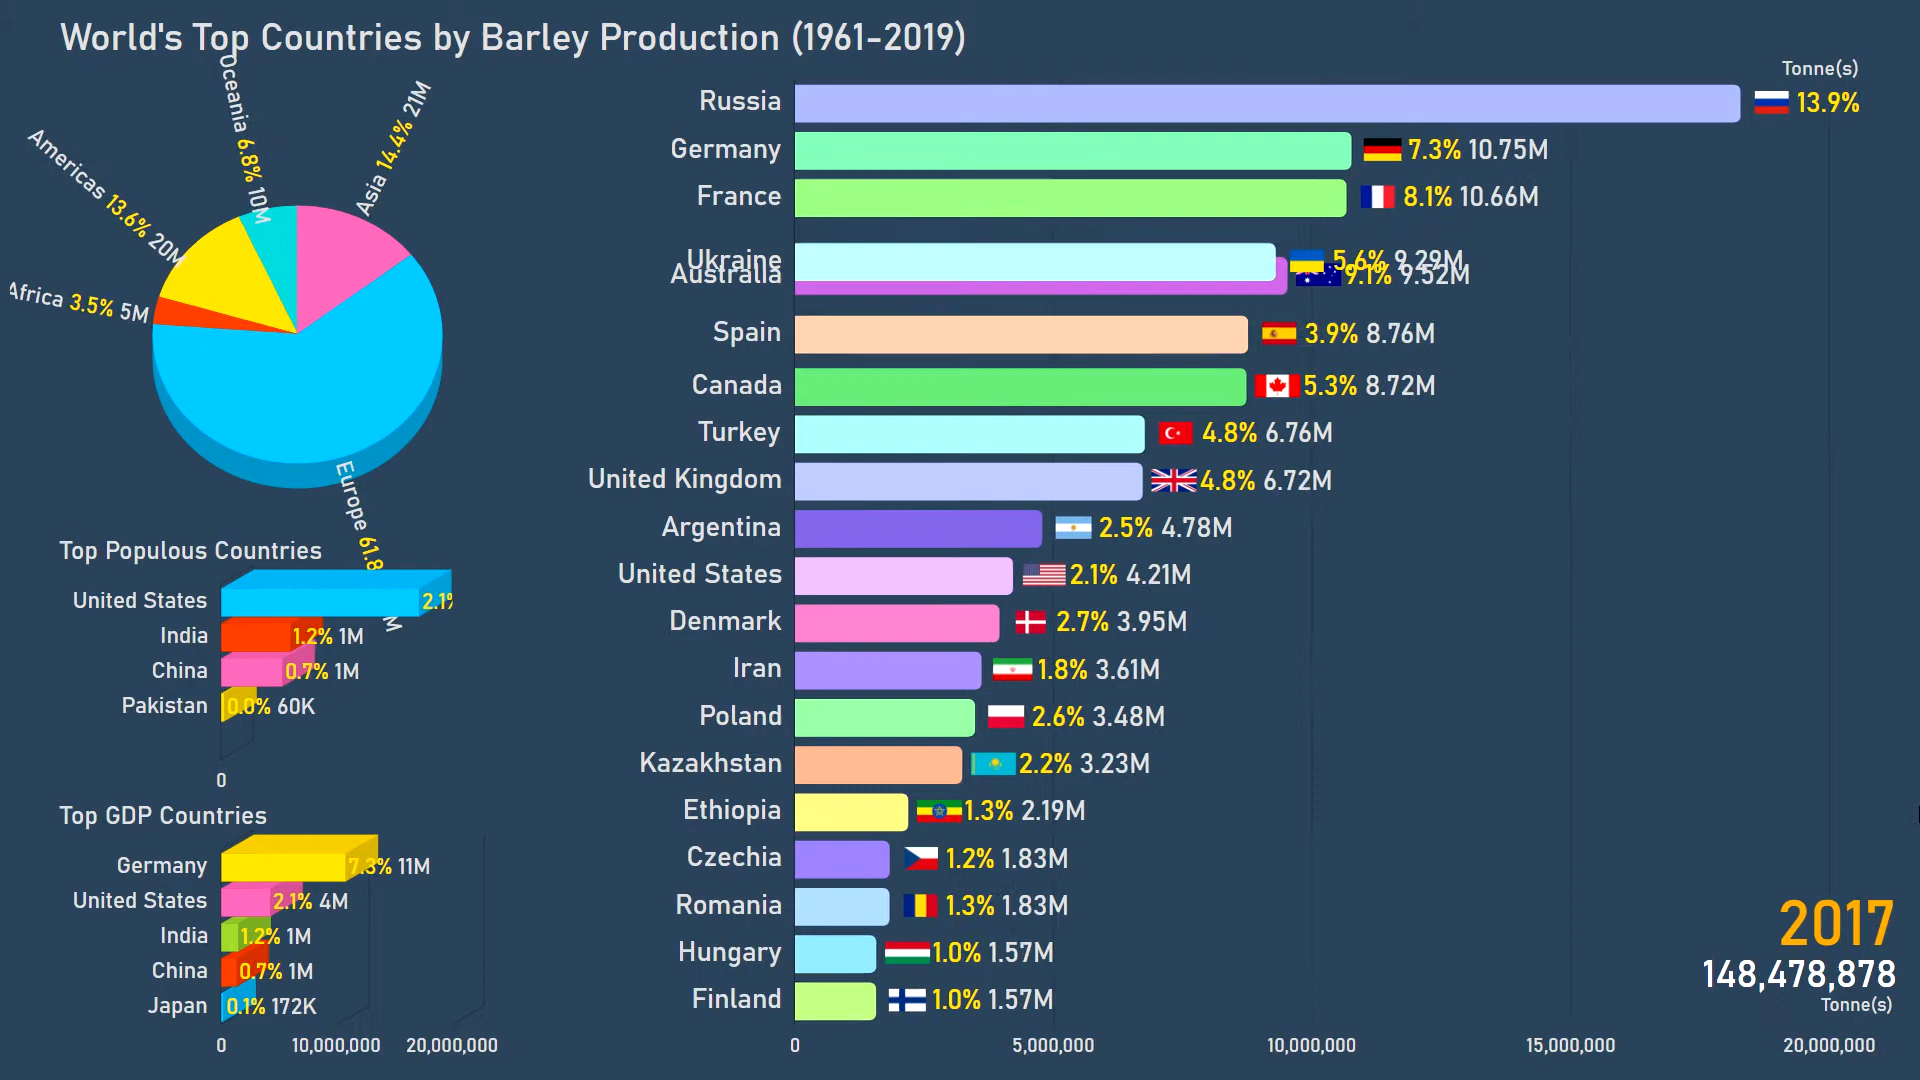 World's Top Countries by Barley Production (1961-2019)
Tonne(s)
Oceania 6.8% 10M
Asia 14.4% 21M
Americas 13.6% 20M
Africa 3.5% 5M
Europe 61.8 M
Russia 13.9%
Germany 7.3% 10.75M
France 8.1% 10.66M
Ukraine 5.6% 9.29M
Australia 9.1% 9.52M
Spain 3.9% 8.76M
Canada 5.3% 8.72M
Turkey 4.8% 6.76M
United Kingdom 4.8% 6.72M
Argentina 2.5% 4.78M
United States 2.1% 4.21M
Denmark 2.7% 3.95M
Iran 1.8% 3.61M
Poland 2.6% 3.48M
Kazakhstan 2.2% 3.23M
Ethiopia 1.3% 2.19M
Czechia 1.2% 1.83M
Romania 1.3% 1.83M
Hungary 1.0% 1.57M
Finland 1.0% 1.57M
0 5,000,000 10,000,000 15,000,000 20,000,000
Top Populous Countries
United States 2.1%
India 1.2% 1M
China 0.7% 1M
Pakistan 0.0% 60K
0
Top GDP Countries
Germany 7.3% 11M
United States 2.1% 4M
India 1.2% 1M
China 0.7% 1M
Japan 0.1% 172K
0 10,000,000 20,000,000
2017
148,478,878
Tonne(s)